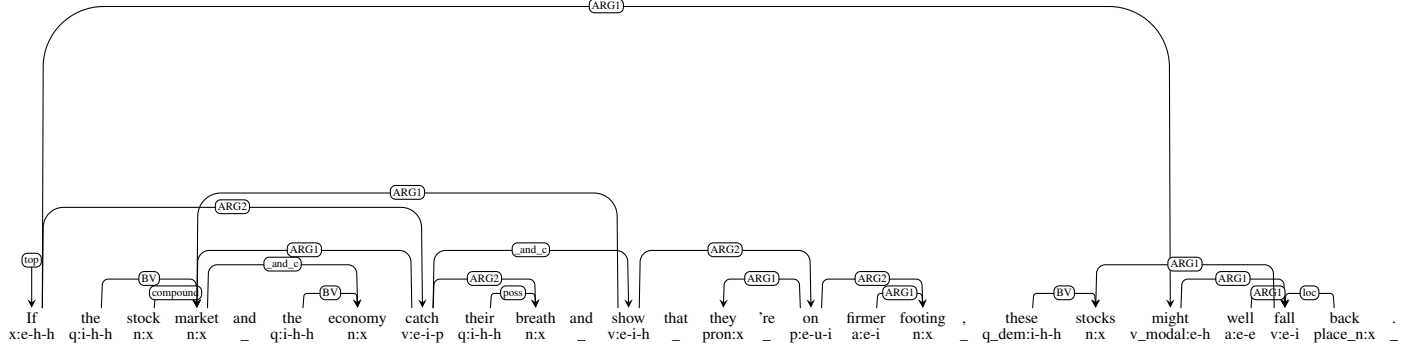 ARG1
ARG1
ARG2
ARG1 _and_c ARG2
top _and_c ARG1
BV ARG2 ARG1 ARG2 ARG1
compound BV poss ARG1 BV ARG1 loc
If the stock market and the economy catch their breath and show that they 're on firmer footing , these stocks might well fall back .
x:e-h-h q:i-h-h n:x n:x _ q:i-h-h n:x v:e-i-p q:i-h-h n:x _ v:e-i-h _ pron:x _ p:e-u-i a:e-i n:x _ q_dem:i-h-h n:x v_modal:e-h a:e-e v:e-i place_n:x _